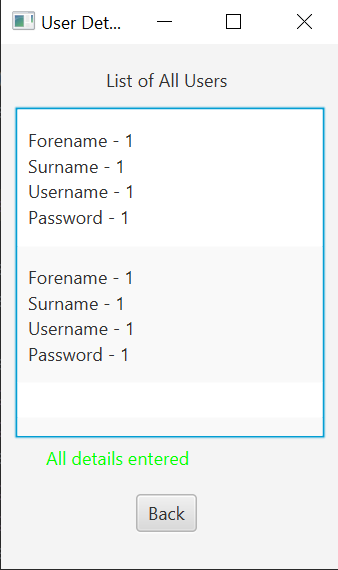 User Det...
List of All Users
Forename - 1
Surname - 1
Username - 1
Password - 1
Forename - 1
Surname - 1
Username - 1
Password - 1
All details entered
Back